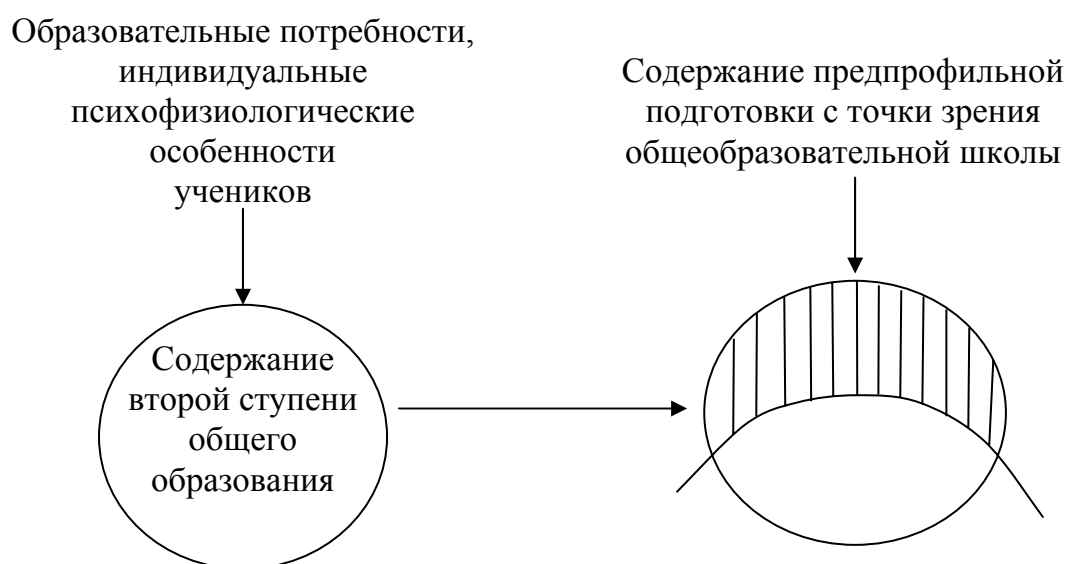 Образовательные потребности,
индивидуальные
психофизиологические
особенности
учеников
Содержание предпрофильной
подготовки с точки зрения
общеобразовательной школы
Содержание
второй ступени
общего
образования